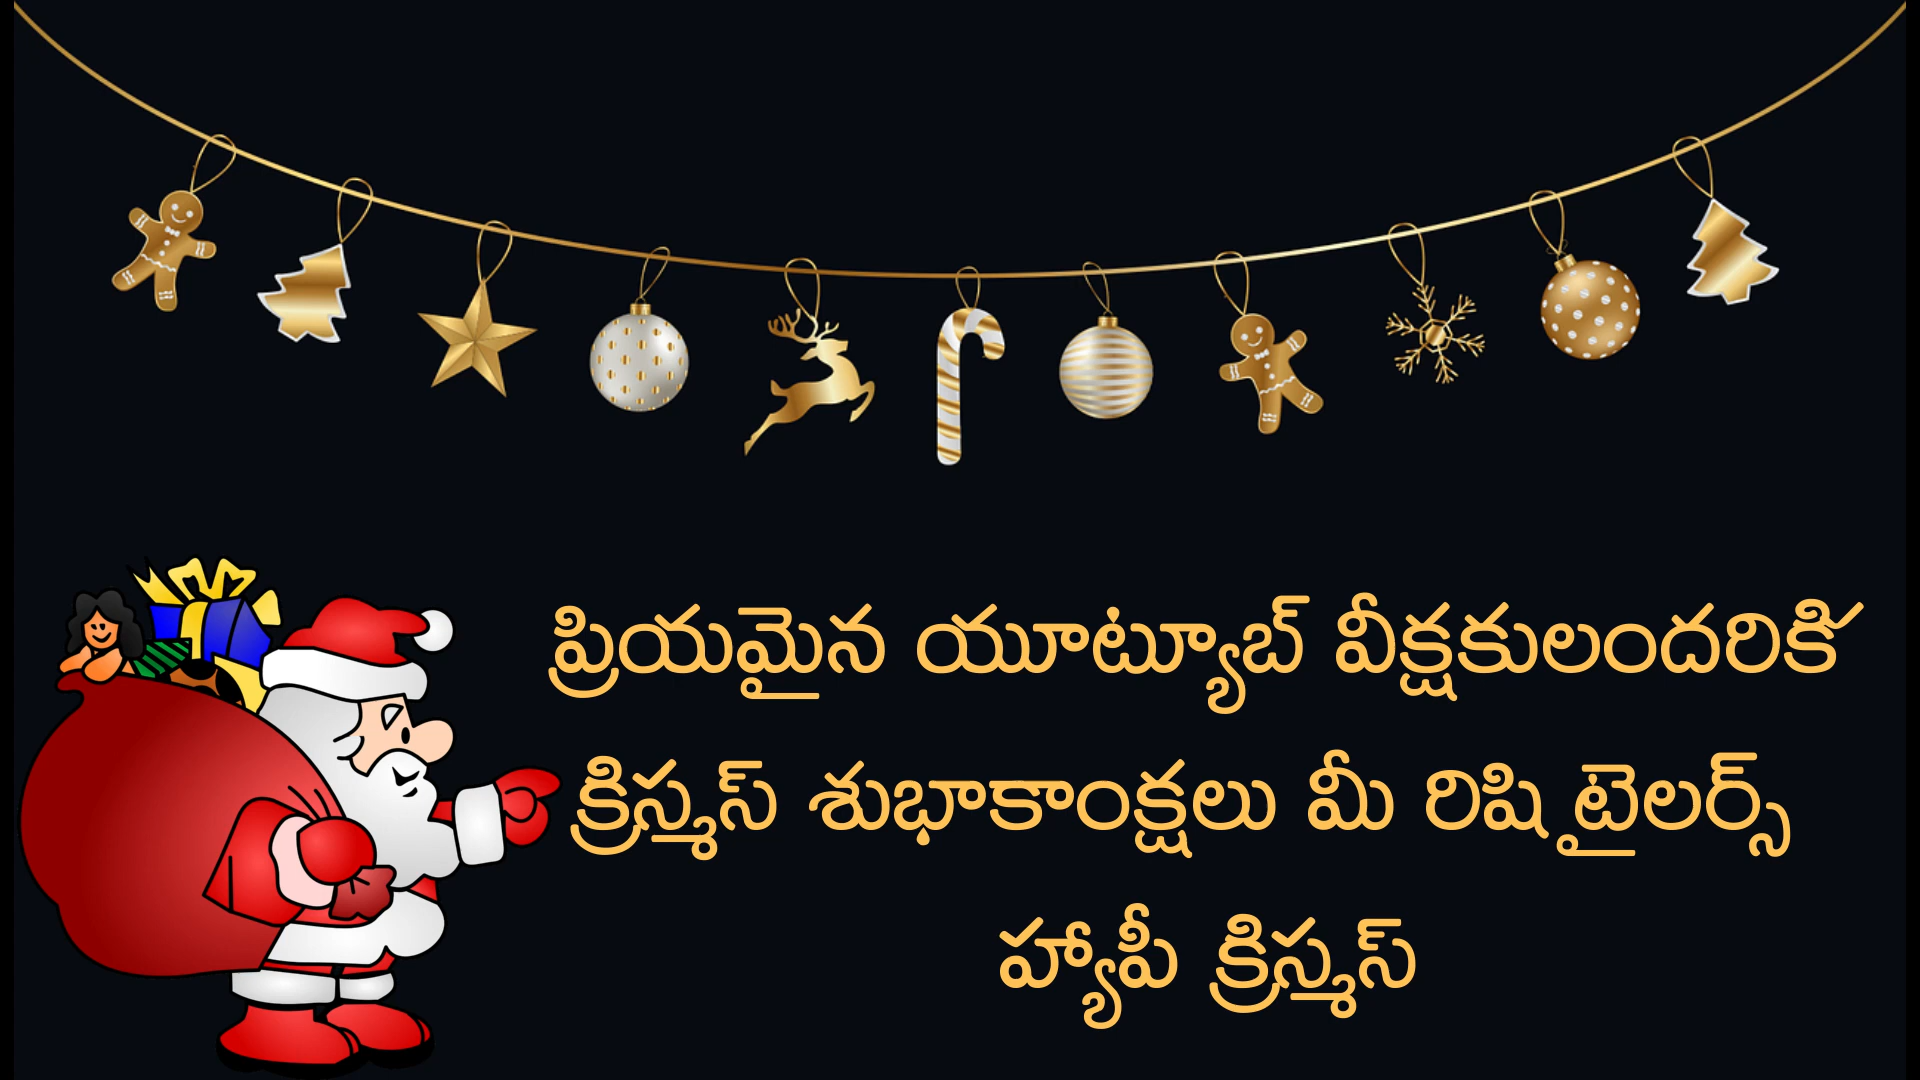 ప్రియమైన యూట్యూబ్ వీక్షకులందరికీ
క్రిస్మస్ శుభాకాంక్షలు మీ రిషి టైలర్స్
హ్యాపీ క్రిస్మస్